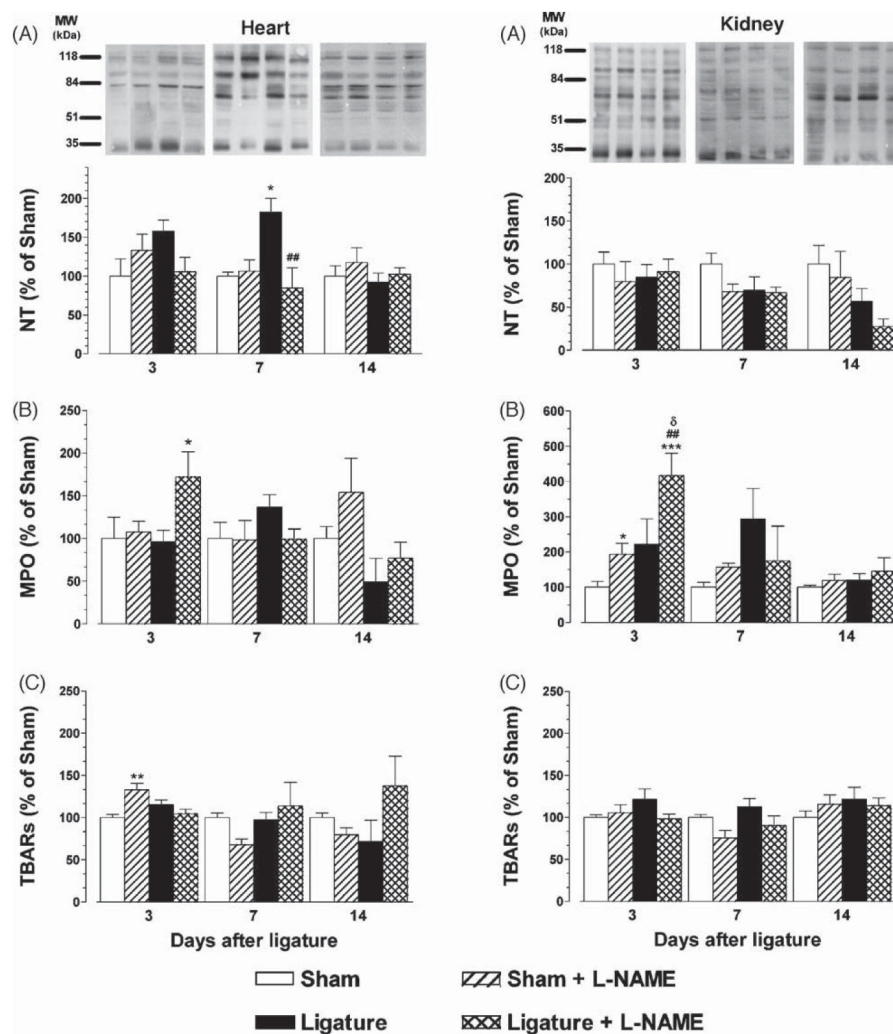 (A)
MW
(kDa)
Heart
118
84
51
35
NT (% of Sham)
200
150
100
50
0
*
##
3 7 14
(B)
MPO (% of Sham)
250
200
150
100
50
0
*
3 7 14
(C)
TBARs (% of Sham)
250
200
150
100
50
0
**
3 7 14
Days after ligature
(A)
MW
(kDa)
Kidney
118
84
51
35
NT (% of Sham)
200
150
100
50
0
3 7 14
(B)
MPO (% of Sham)
600
500
400
300
200
100
0
*
δ
##
***
3 7 14
(C)
TBARs (% of Sham)
250
200
150
100
50
0
3 7 14
Days after ligature
Sham
Sham + L-NAME
Ligature
Ligature + L-NAME